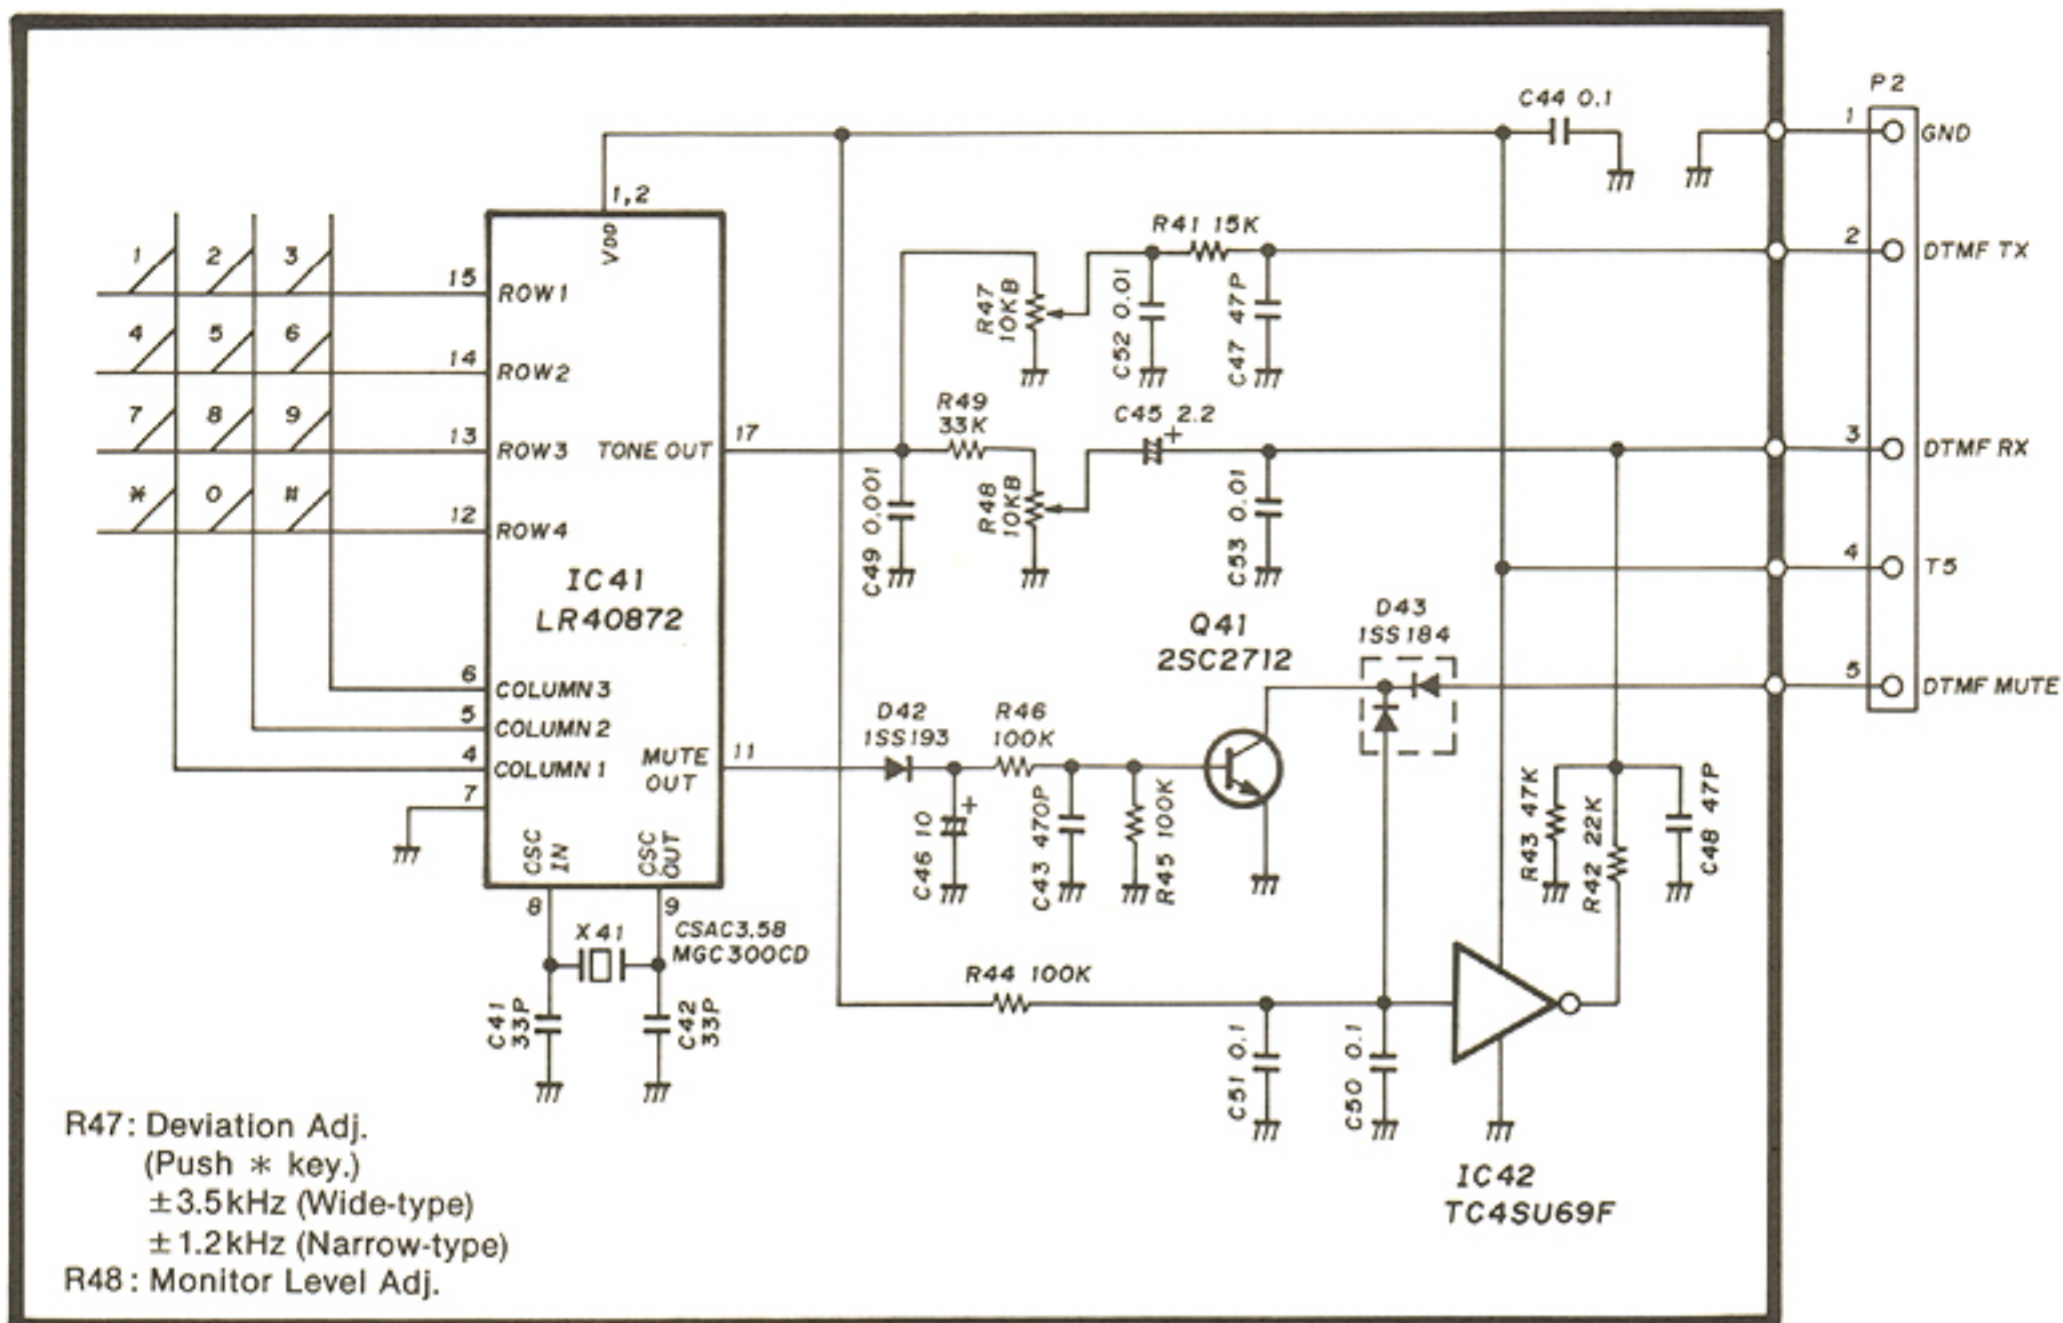 C44 0.1
P2
1
GND
1,2
VDD
R41 15K
2
DTMF TX
1
2
3
15
ROW1
R47
10KB
C52 0.01
C47 47P
4
5
6
14
ROW2
R49
33K
C45 2.2
+
7
8
9
13
ROW3
TONE OUT
17
3
DTMF RX
C49 0.001
R48
10KB
C53 0.01
*
0
#
12
ROW4
IC41
LR40872
4
T5
D43
1SS184
Q41
2SC2712
6
COLUMN3
5
DTMF MUTE
5
COLUMN2
D42
1SS193
R46
100K
4
COLUMN1
MUTE
OUT
11
7
C46 10
+
C43 470P
R45 100K
R43 47K
R42 22K
C48 47P
CSC
IN
CSC
OUT
8
9
X41
CSAC3.58
MGC300CD
R44 100K
C41
33P
C42
33P
C51 0.1
C50 0.1
IC42
TC4SU69F
R47: Deviation Adj.
(Push * key.)
±3.5kHz (Wide-type)
±1.2kHz (Narrow-type)
R48: Monitor Level Adj.